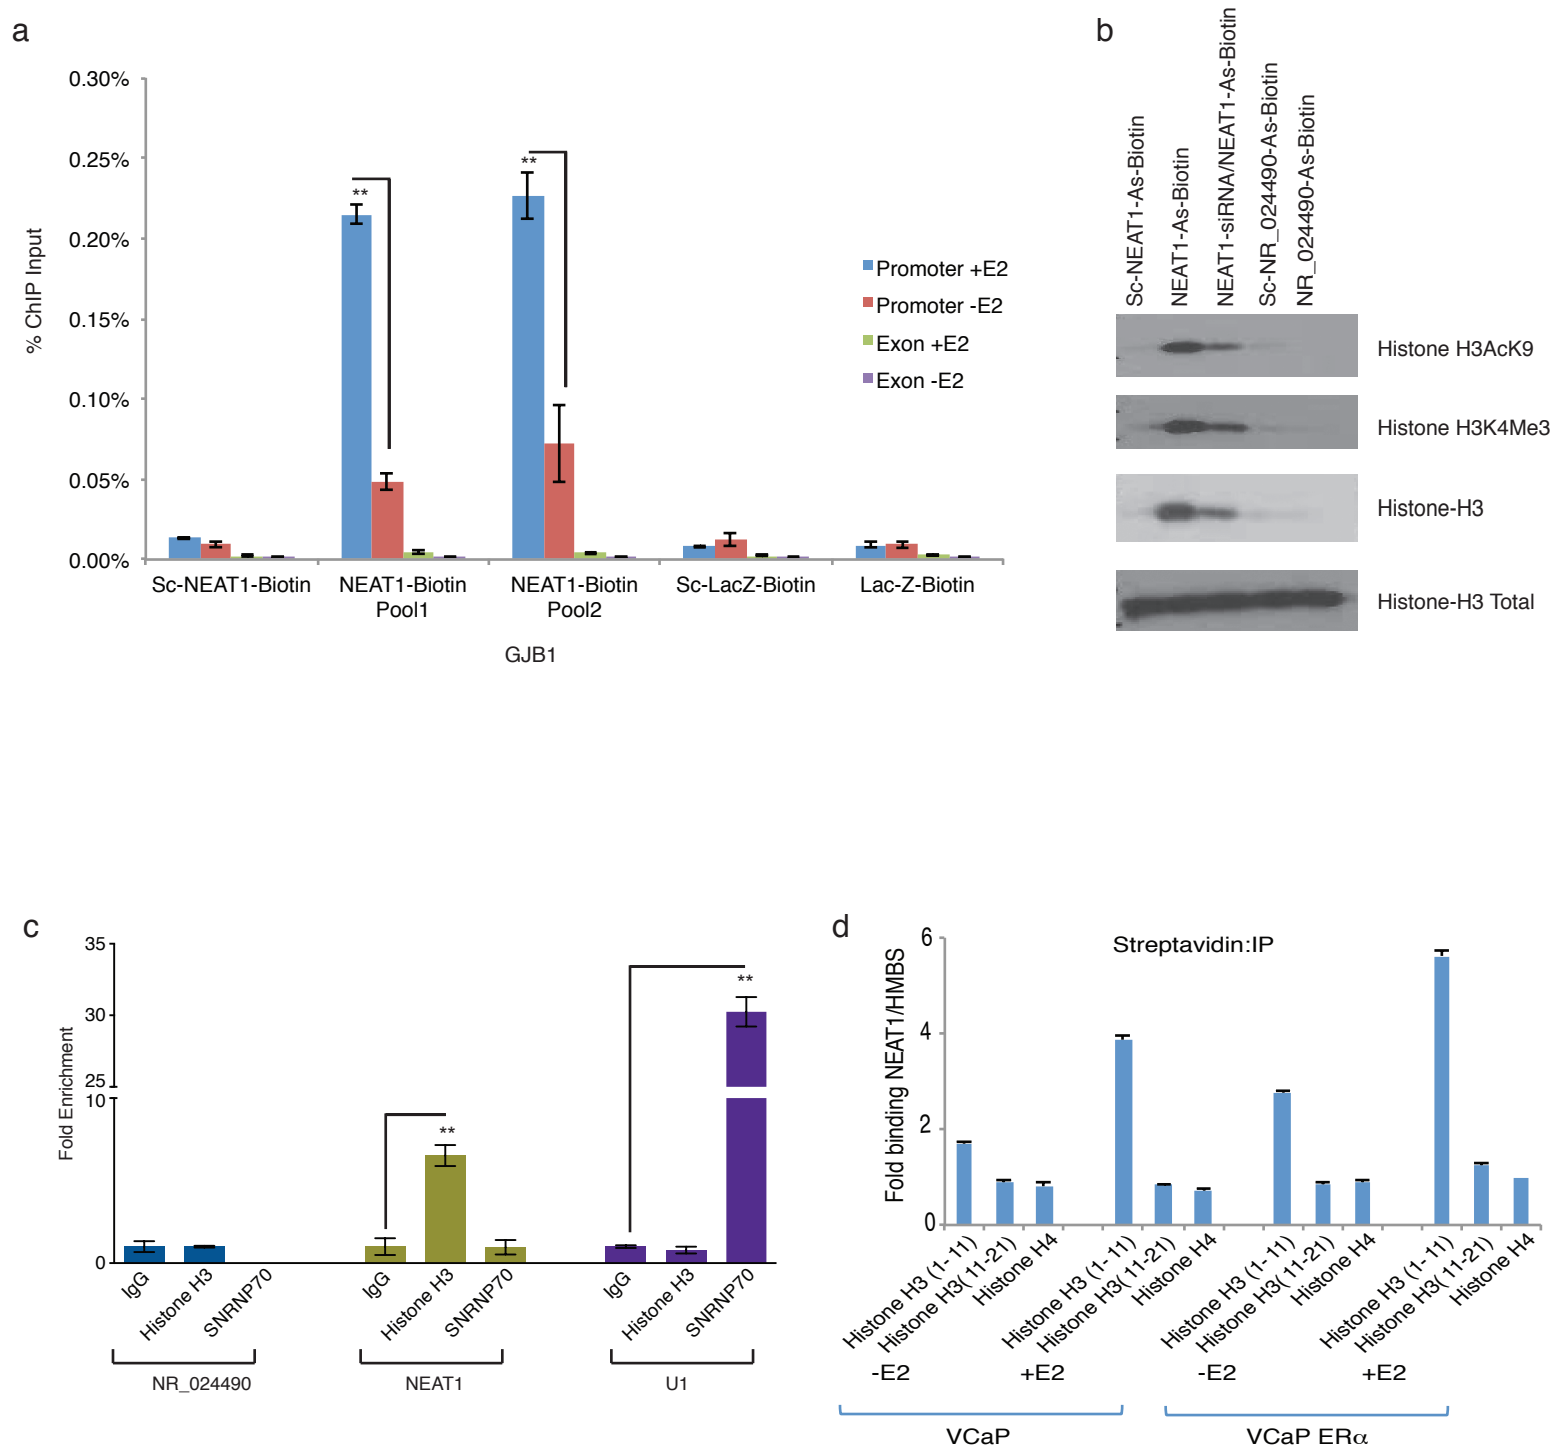 a
0.30%
0.25%
0.20%
0.15%
0.10%
0.05%
0.00%
% ChIP Input
**
**
Promoter +E2
Promoter -E2
Exon +E2
Exon -E2
Sc-NEAT1-Biotin
NEAT1-Biotin
Pool1
NEAT1-Biotin
Pool2
Sc-LacZ-Biotin
Lac-Z-Biotin
GJB1
b
Sc-NEAT1-As-Biotin
NEAT1-As-Biotin
NEAT1-siRNA/NEAT1-As-Biotin
Sc-NR_024490-As-Biotin
NR_024490-As-Biotin
Histone H3AcK9
Histone H3K4Me3
Histone-H3
Histone-H3 Total
c
35
30
25
10
0
Fold Enrichment
**
**
IgG
Histone H3
SNRNP70
IgG
Histone H3
SNRNP70
IgG
Histone H3
SNRNP70
NR_024490
NEAT1
U1
d
Streptavidin:IP
6
4
2
0
Fold binding NEAT1/HMBS
Histone H3 (1-11)
Histone H3( 11-21)
Histone H4
Histone H3 (1-11)
Histone H3( 11-21)
Histone H4
Histone H3 (1-11)
Histone H3( 11-21)
Histone H4
Histone H3 (1-11)
Histone H3( 11-21)
Histone H4
-E2
+E2
-E2
+E2
VCaP
VCaP ERα